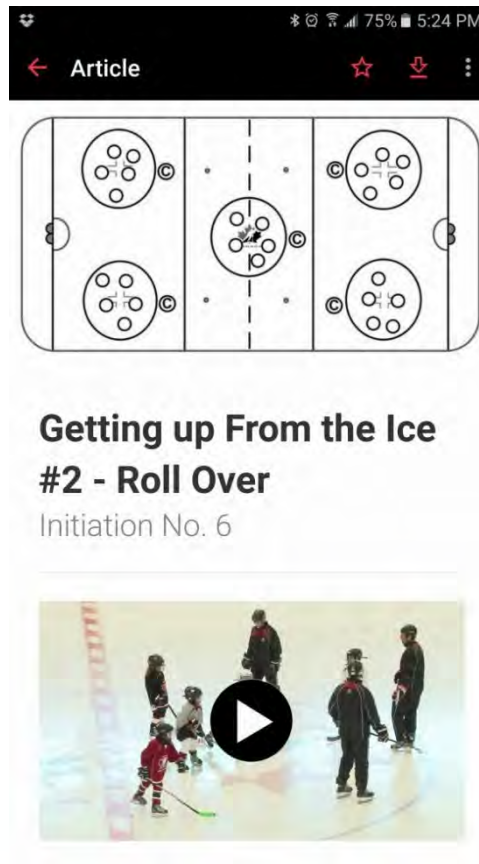 75% 5:24 PM
Article
C
C
C
C
C
Getting up From the Ice
#2 - Roll Over
Initiation No. 6